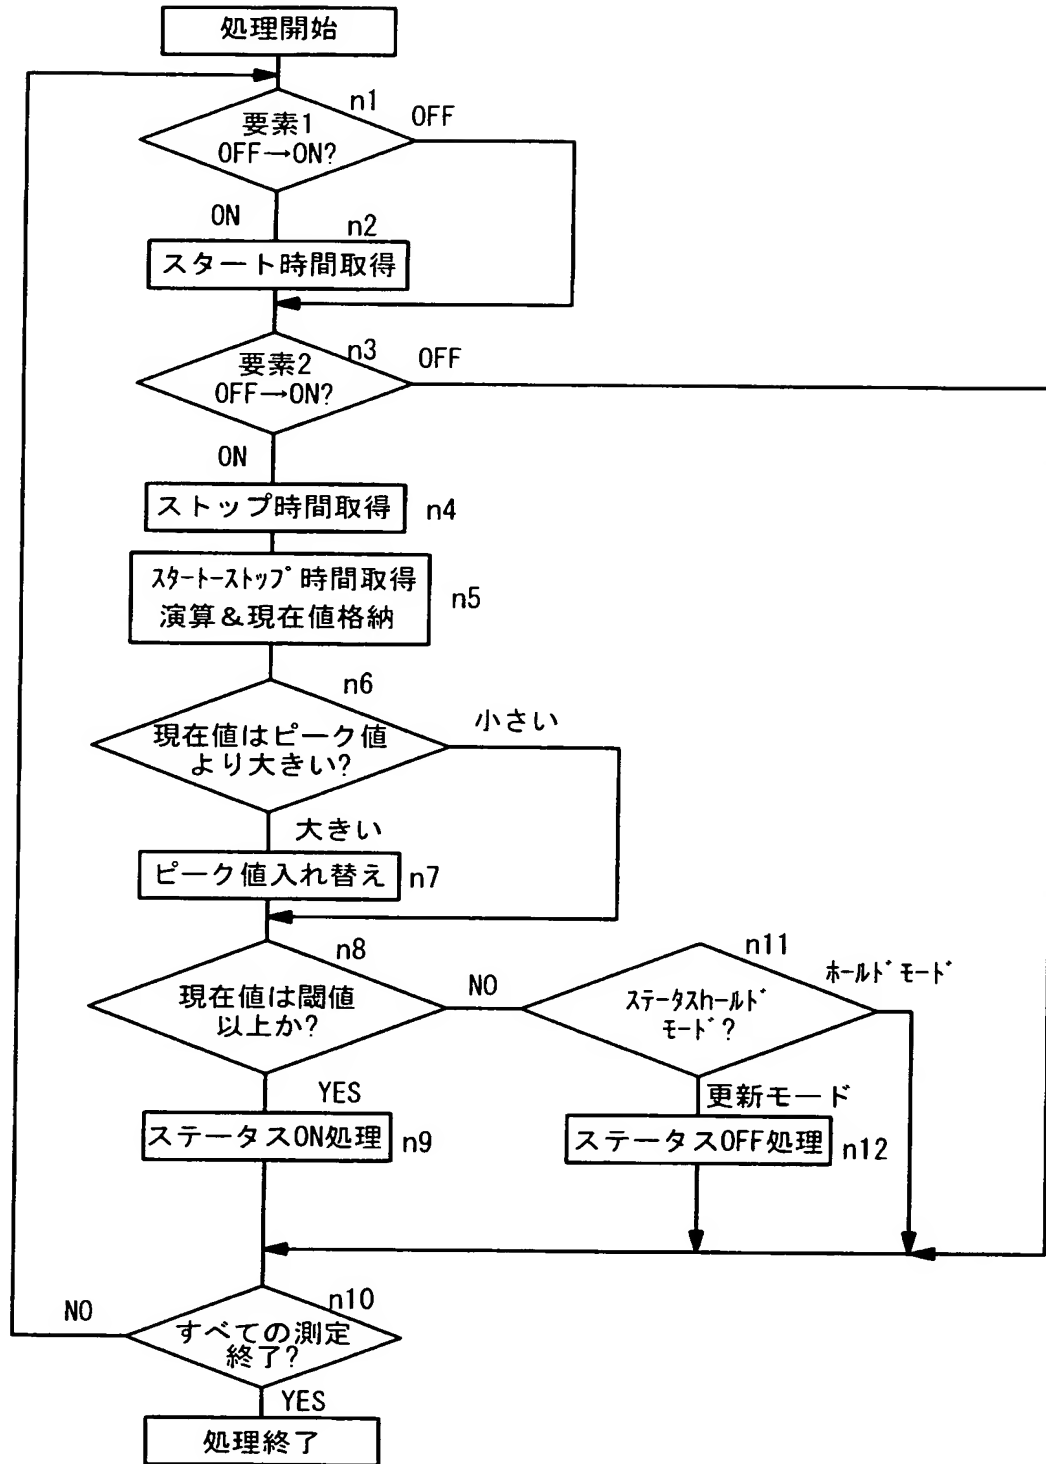 処理開始
n1
要素1
OFF→ON?
OFF
ON
n2
スタート時間取得
n3
要素2
OFF→ON?
OFF
ON
ストップ時間取得
n4
ｽﾀｰﾄｰｽﾄｯﾌﾟ時間取得
演算&現在値格納
n5
n6
現在値はピーク値
より大きい?
小さい
大きい
ピーク値入れ替え
n7
n8
現在値は閾値
以上か?
NO
n11
ｽﾃｰﾀｽhｰﾙﾄﾞ
ﾓｰﾄﾞ?
ﾎｰﾙﾄﾞﾓｰﾄﾞ
YES
更新モード
ステータスON処理
n9
ステータスOFF処理
n12
n10
すべての測定
終了?
NO
YES
処理終了